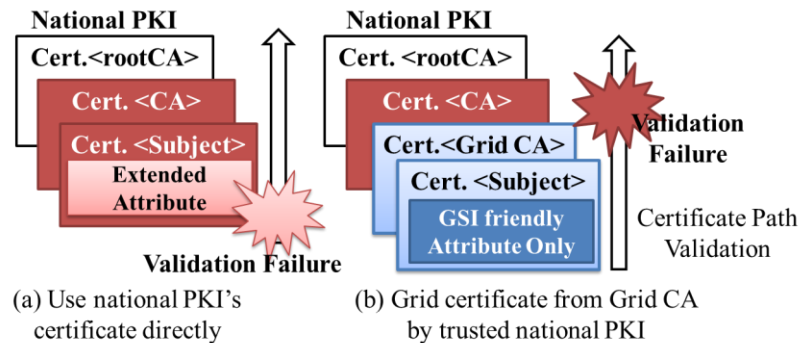 National PKI
Cert.<rootCA>
Cert. <CA>
Cert. <Subject>
Extended
Attribute
Validation Failure
(a) Use national PKI's
certificate directly
National PKI
Cert.<rootCA>
Cert. <CA>
Cert.<Grid CA>
Cert. <Subject>
GSI friendly
Attribute Only
Validation
Failure
Certificate Path
Validation
(b) Grid certificate from Grid CA
by trusted national PKI